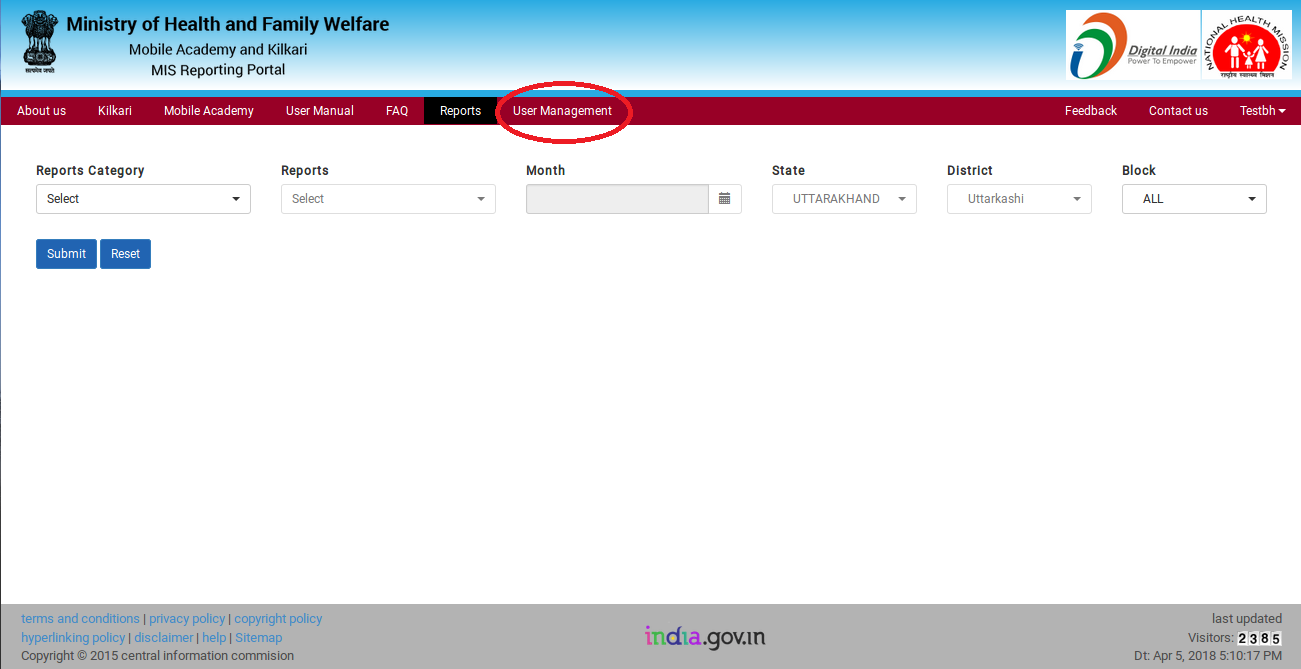 Ministry of Health and Family Welfare
Mobile Academy and Kilkari
MIS Reporting Portal
सत्यमेव जयते
Digital India
Power To Empower
NATIONAL HEALTH MISSION
राष्ट्रीय स्वास्थ्य मिशन
About us Kilkari Mobile Academy User Manual FAQ Reports User Management Feedback Contact us Testbh
Reports Category Reports Month State District Block
Select Select UTTARAKHAND Uttarkashi ALL
Submit Reset
terms and conditions | privacy policy | copyright policy
hyperlinking policy | disclaimer | help | Sitemap
Copyright © 2015 central information commision
india.gov.in
last updated
Visitors: 2385
Dt: Apr 5, 2018 5:10:17 PM